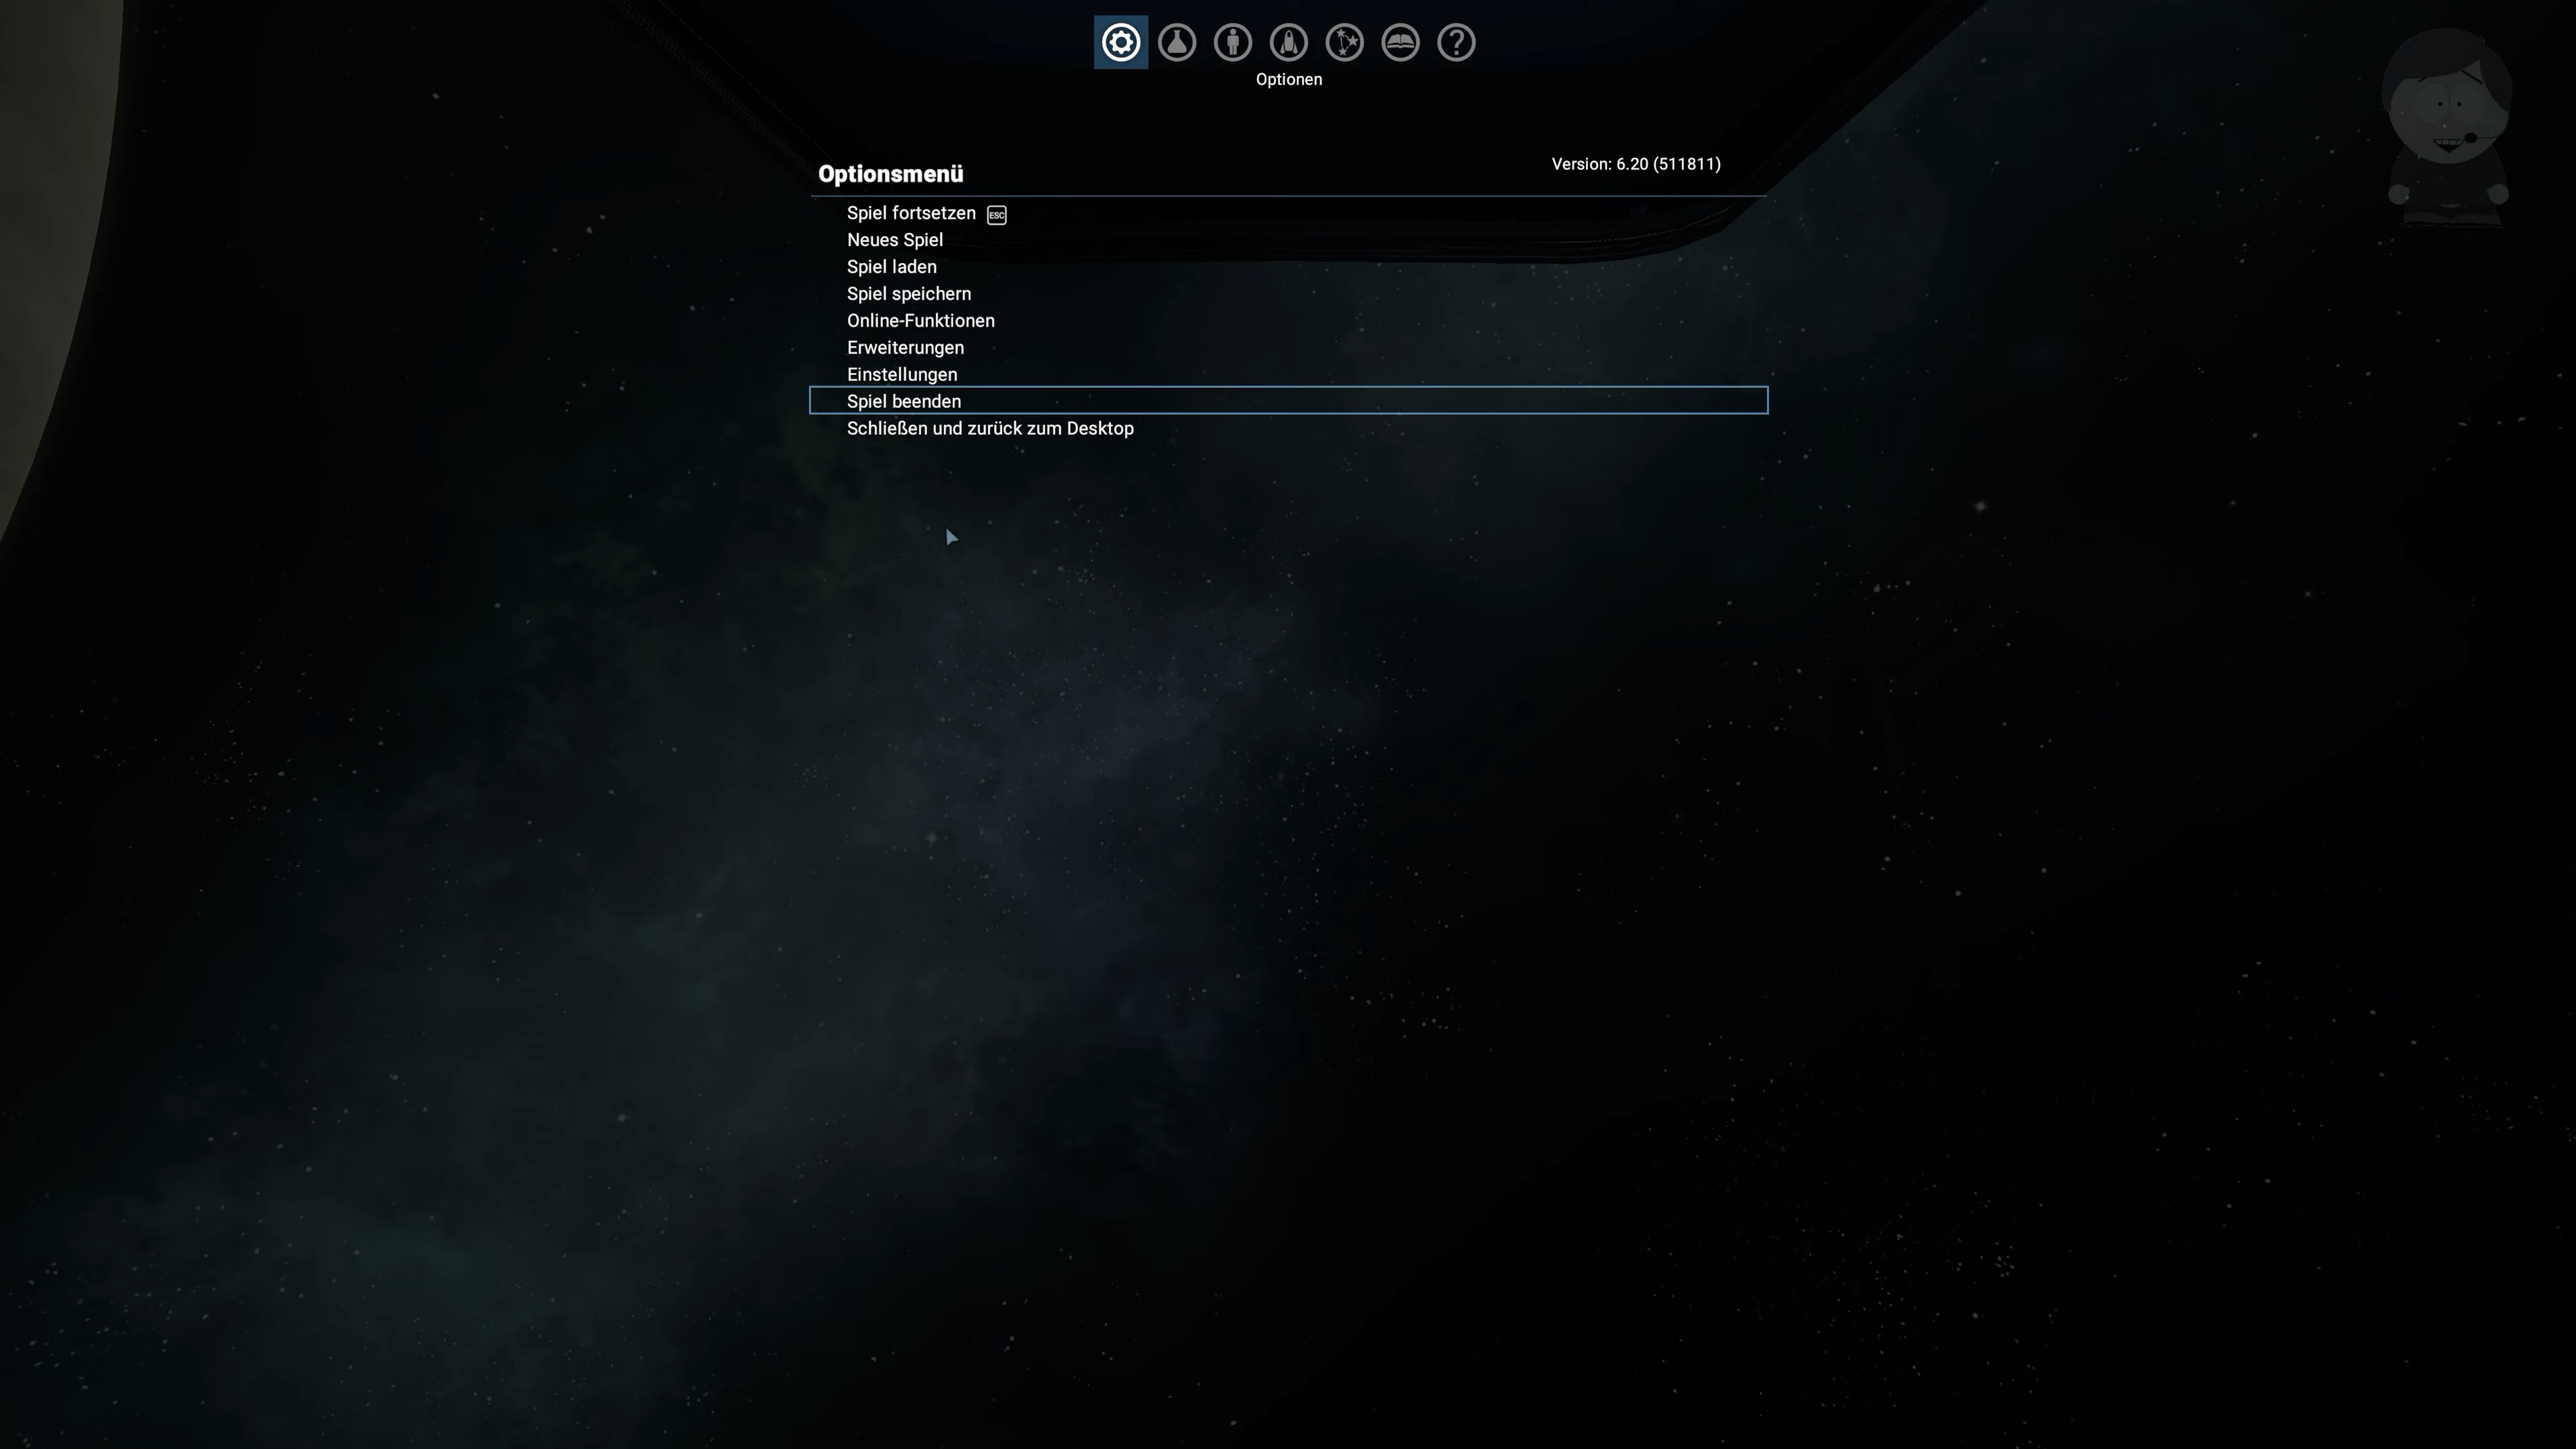 Optionen
Optionsmenü
Version: 6.20 (511811)
Spiel fortsetzen ESC
Neues Spiel
Spiel laden
Spiel speichern
Online-Funktionen
Erweiterungen
Einstellungen
Spiel beenden
Schließen und zurück zum Desktop